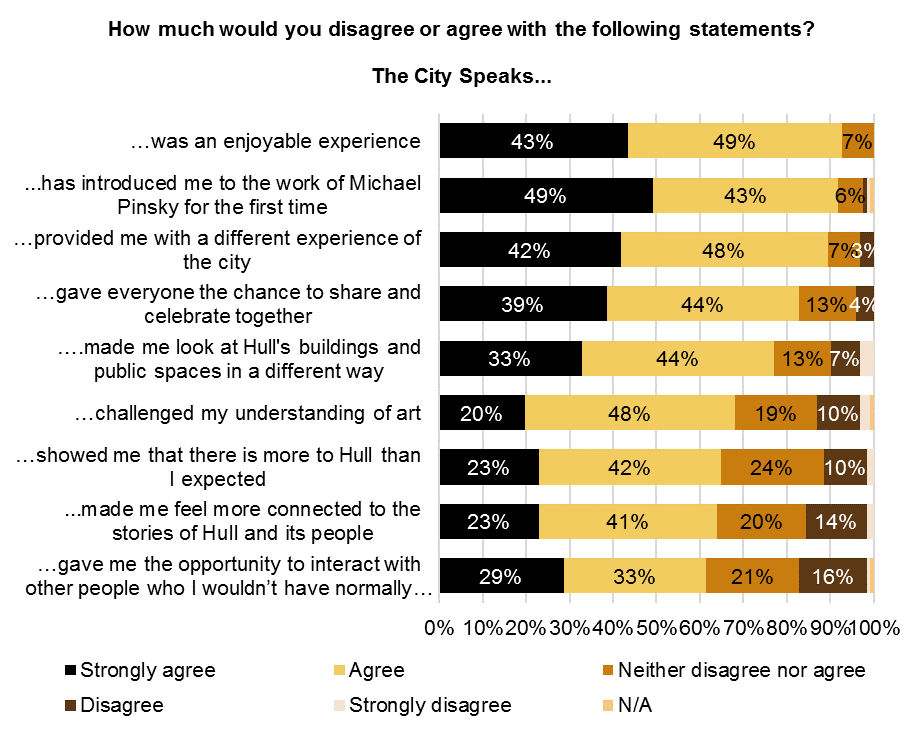 How much would you disagree or agree with the following statements?
The City Speaks...
…was an enjoyable experience
43% 49% 7%
...has introduced me to the work of Michael
Pinsky for the first time
49% 43% 6%
…provided me with a different experience of
the city
42% 48% 7% 3%
…gave everyone the chance to share and
celebrate together
39% 44% 13% 4%
….made me look at Hull's buildings and
public spaces in a different way
33% 44% 13% 7%
…challenged my understanding of art
20% 48% 19% 10%
…showed me that there is more to Hull than
I expected
23% 42% 24% 10%
...made me feel more connected to the
stories of Hull and its people
23% 41% 20% 14%
…gave me the opportunity to interact with
other people who I wouldn’t have normally…
29% 33% 21% 16%
0% 10% 20% 30% 40% 50% 60% 70% 80% 90% 100%
Strongly agree Agree Neither disagree nor agree
Disagree Strongly disagree N/A